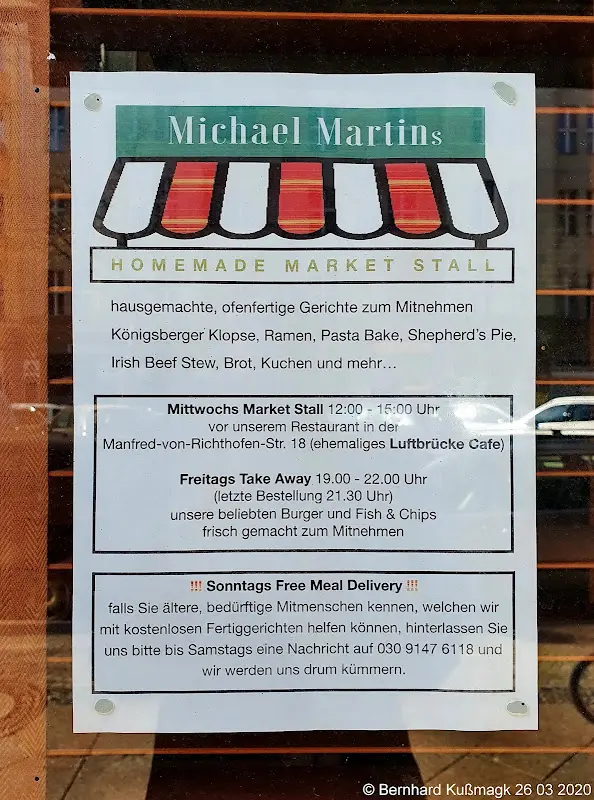 Michael Martins
HOMEMADE MARKET STALL
hausgemachte, ofenfertige Gerichte zum Mitnehmen
Königsberger Klopse, Ramen, Pasta Bake, Shepherd's Pie,
Irish Beef Stew, Brot, Kuchen und mehr...
Mittwochs Market Stall 12:00 - 15:00 Uhr
vor unserem Restaurant in der
Manfred-von-Richthofen-Str. 18 (ehemaliges Luftbrücke Cafe)
Freitags Take Away 19.00 - 22.00 Uhr
(letzte Bestellung 21.30 Uhr)
unsere beliebten Burger und Fish & Chips
frisch gemacht zum Mitnehmen
!!! Sonntags Free Meal Delivery !!!
falls Sie ältere, bedürftige Mitmenschen kennen, welchen wir
mit kostenlosen Fertiggerichten helfen können, hinterlassen Sie
uns bitte bis Samstags eine Nachricht auf 030 9147 6118 und
wir werden uns drum kümmern.
© Bernhard Kußmagk 26 03 2020